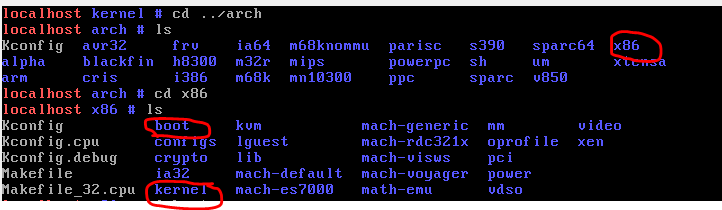 localhost kernel # cd ../arch
localhost arch # ls
Kconfig avr32 frv ia64 m68knommu parisc s390 sparc64 x86
alpha blackfin h8300 m32r mips powerpc sh um xtensa
arm cris i386 m68k mn10300 ppc sparc v850
localhost arch # cd x86
localhost x86 # ls
Kconfig boot kvm mach-generic mm video
Kconfig.cpu configs lguest mach-rdc321x oprofile xen
Kconfig.debug crypto lib mach-visws pci
Makefile ia32 mach-default mach-voyager power
Makefile_32.cpu kernel mach-es7000 math-emu vdso